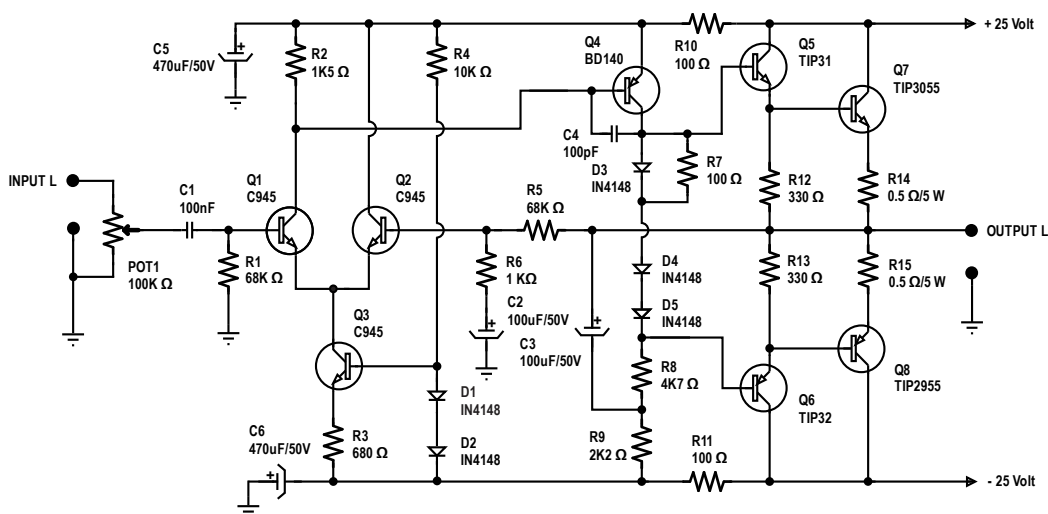 + 25 Volt
C5
470uF/50V
R2
1K5 Ω
R4
10K Ω
Q4
BD140
R10
100 Ω
Q5
TIP31
Q7
TIP3055
C4
100pF
D3
IN4148
R7
100 Ω
R12
330 Ω
R14
0.5 Ω/5 W
INPUT L
C1
100nF
Q1
C945
Q2
C945
R5
68K Ω
OUTPUT L
POT1
100K Ω
R1
68K Ω
R6
1 KΩ
D4
IN4148
R13
330 Ω
R15
0.5 Ω/5 W
Q3
C945
C2
100uF/50V
C3
100uF/50V
D5
IN4148
R8
4K7 Ω
Q6
TIP32
Q8
TIP2955
D1
IN4148
C6
470uF/50V
R3
680 Ω
D2
IN4148
R9
2K2 Ω
R11
100 Ω
- 25 Volt